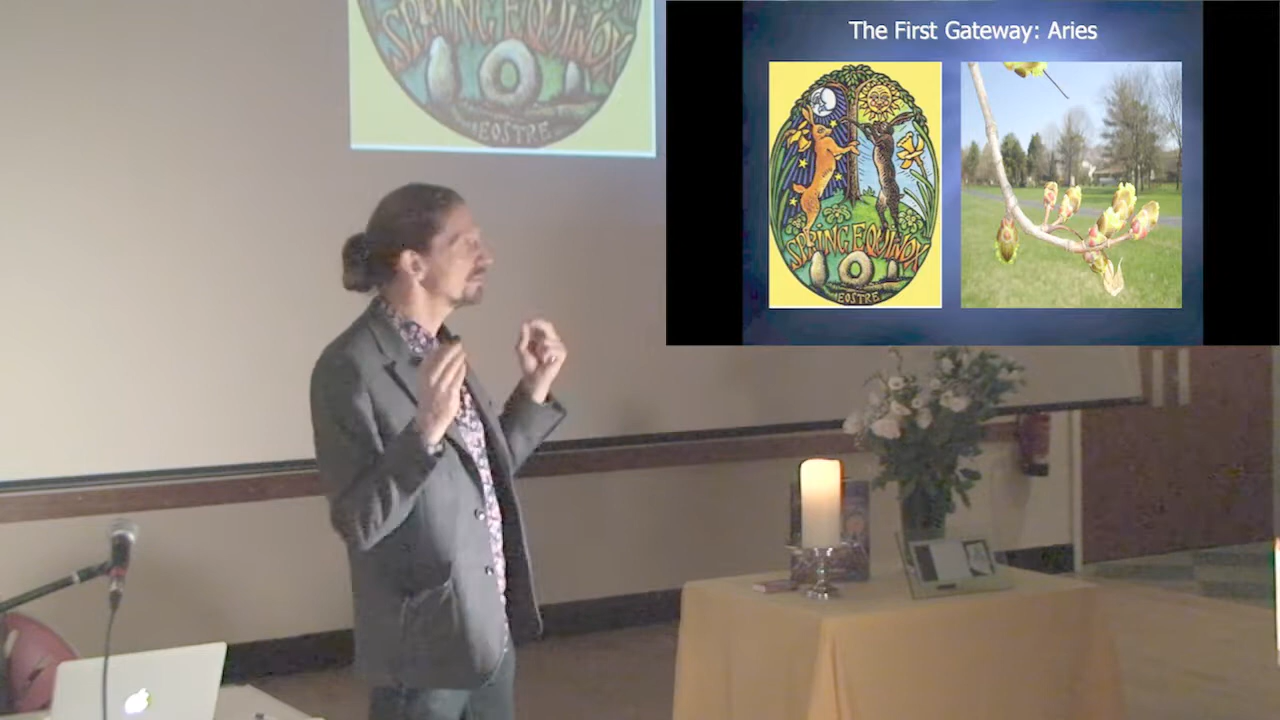 SPRING EQUINOX
EOSTRE
The First Gateway: Aries
SPRING EQUINOX
EOSTRE